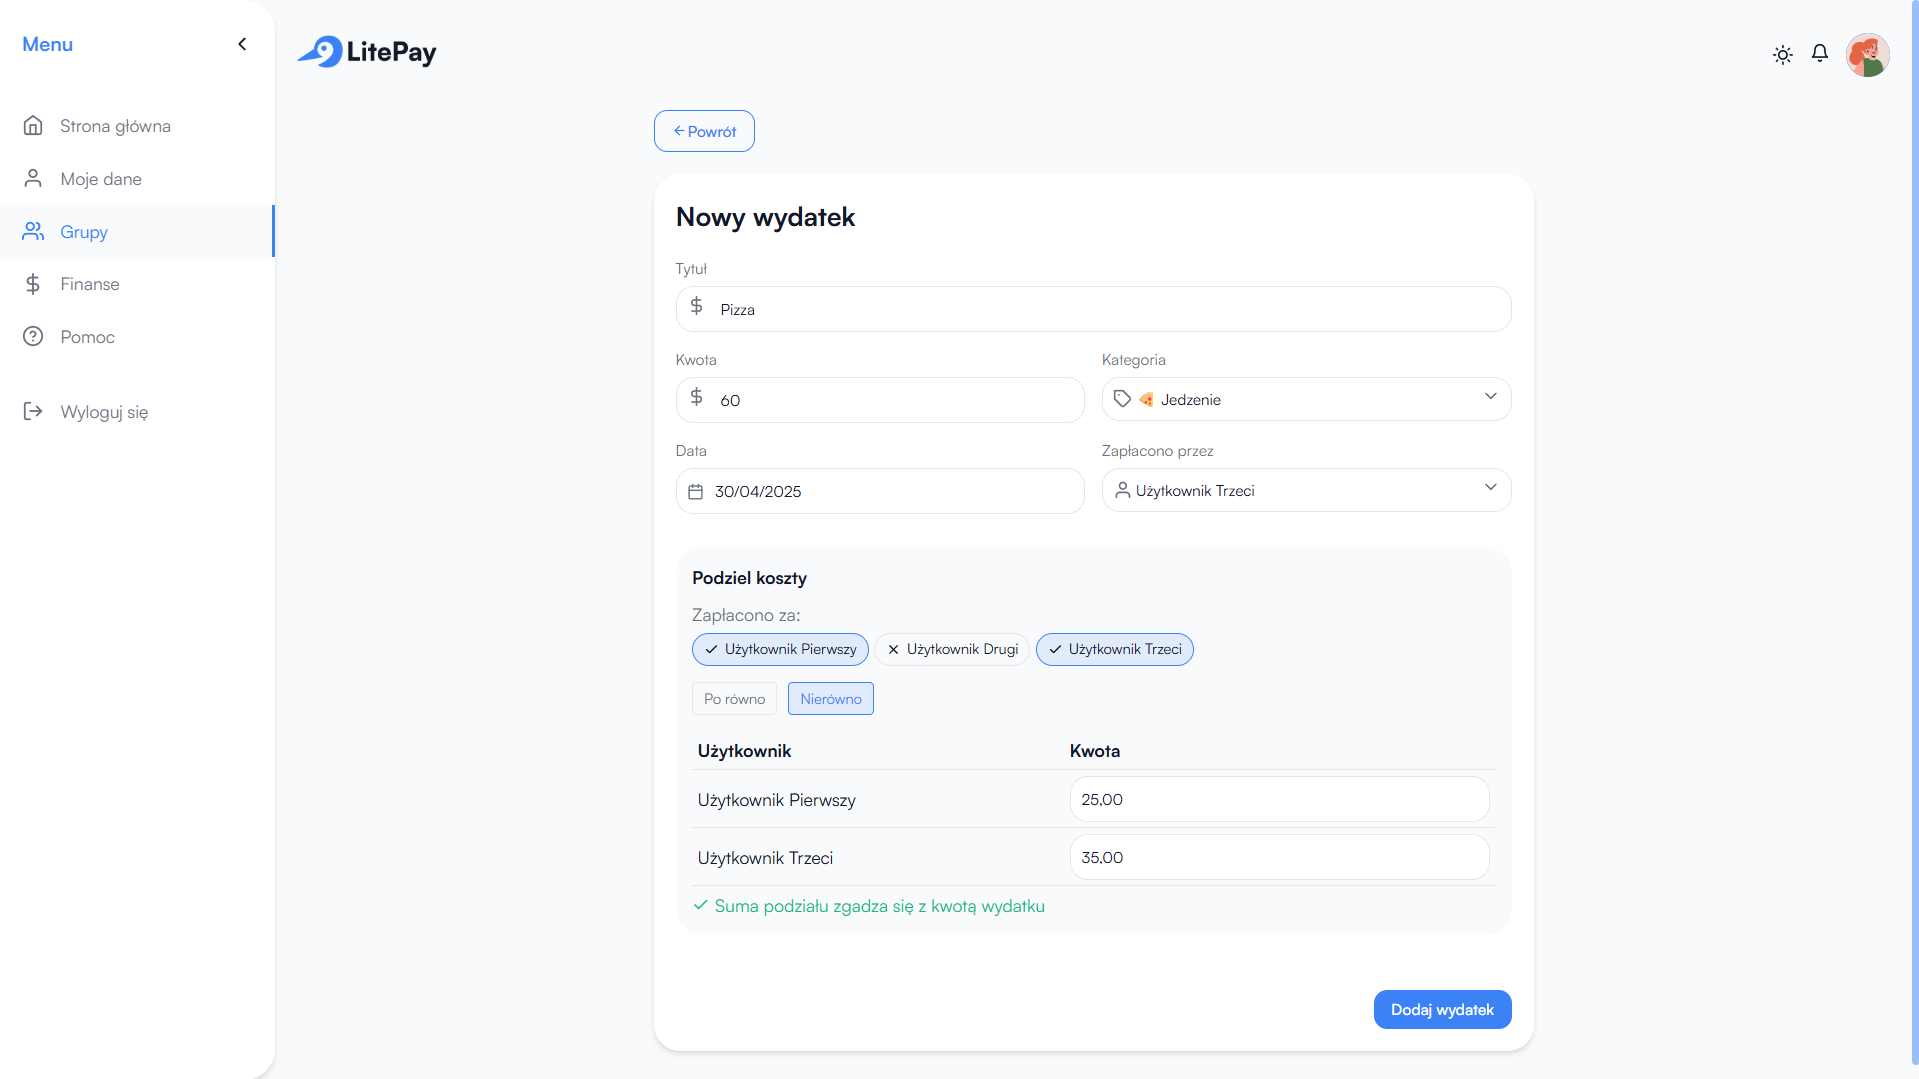 Menu
Strona główna
Moje dane
Grupy
Finanse
Pomoc
Wyloguj się
LitePay
Powrót
Nowy wydatek
Tytuł
Pizza
Kwota
Kategoria
60
Jedzenie
Data
Zapłacono przez
30/04/2025
Użytkownik Trzeci
Podziel koszty
Zapłacono za:
Użytkownik Pierwszy Użytkownik Drugi Użytkownik Trzeci
Po równo Nierówno
Użytkownik Kwota
Użytkownik Pierwszy 25,00
Użytkownik Trzeci 35,00
Suma podziału zgadza się z kwotą wydatku
Dodaj wydatek